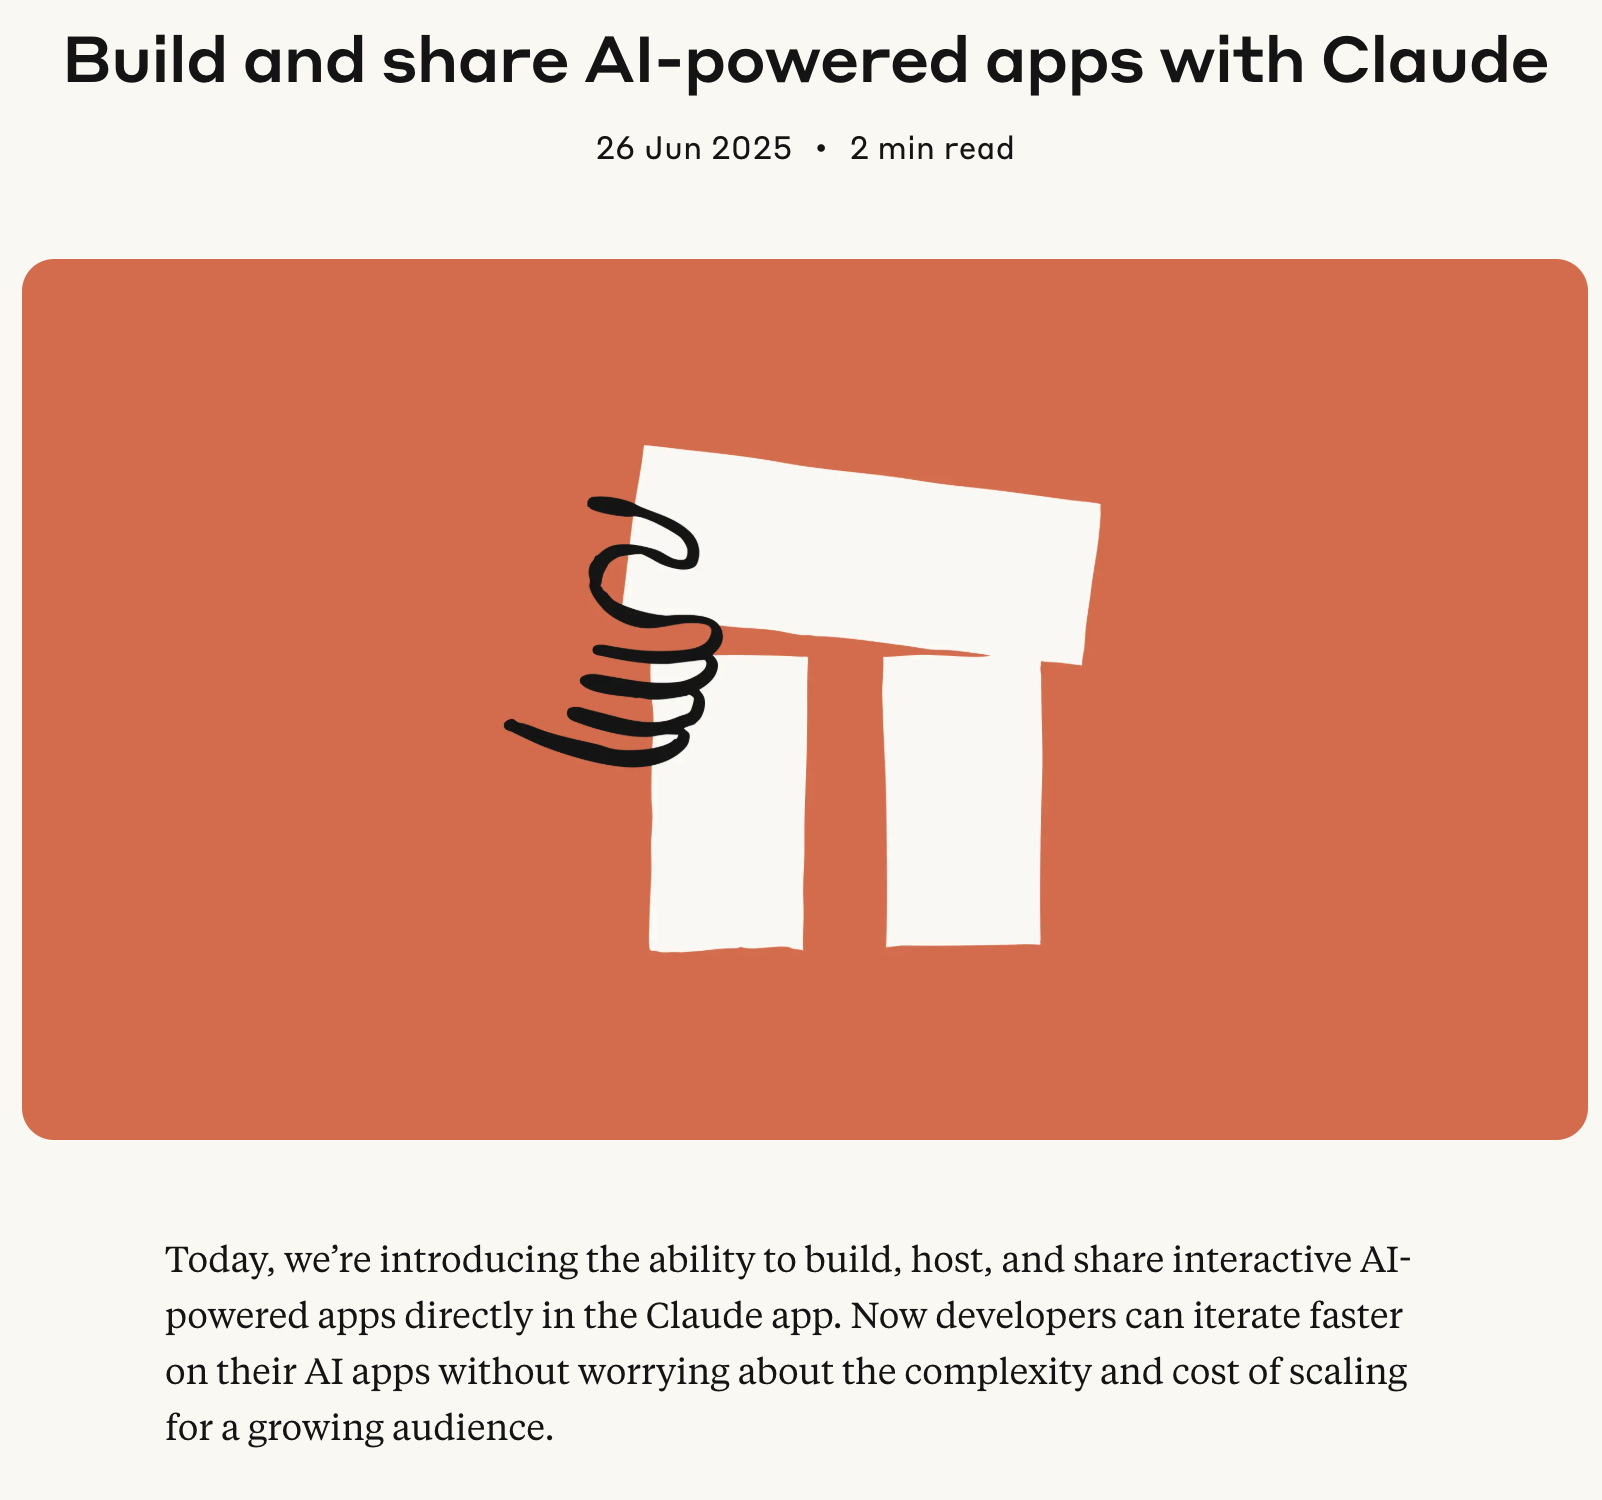 Build and share AI-powered apps with Claude
26 Jun 2025 • 2 min read
Today, we’re introducing the ability to build, host, and share interactive AI-
powered apps directly in the Claude app. Now developers can iterate faster
on their AI apps without worrying about the complexity and cost of scaling
for a growing audience.